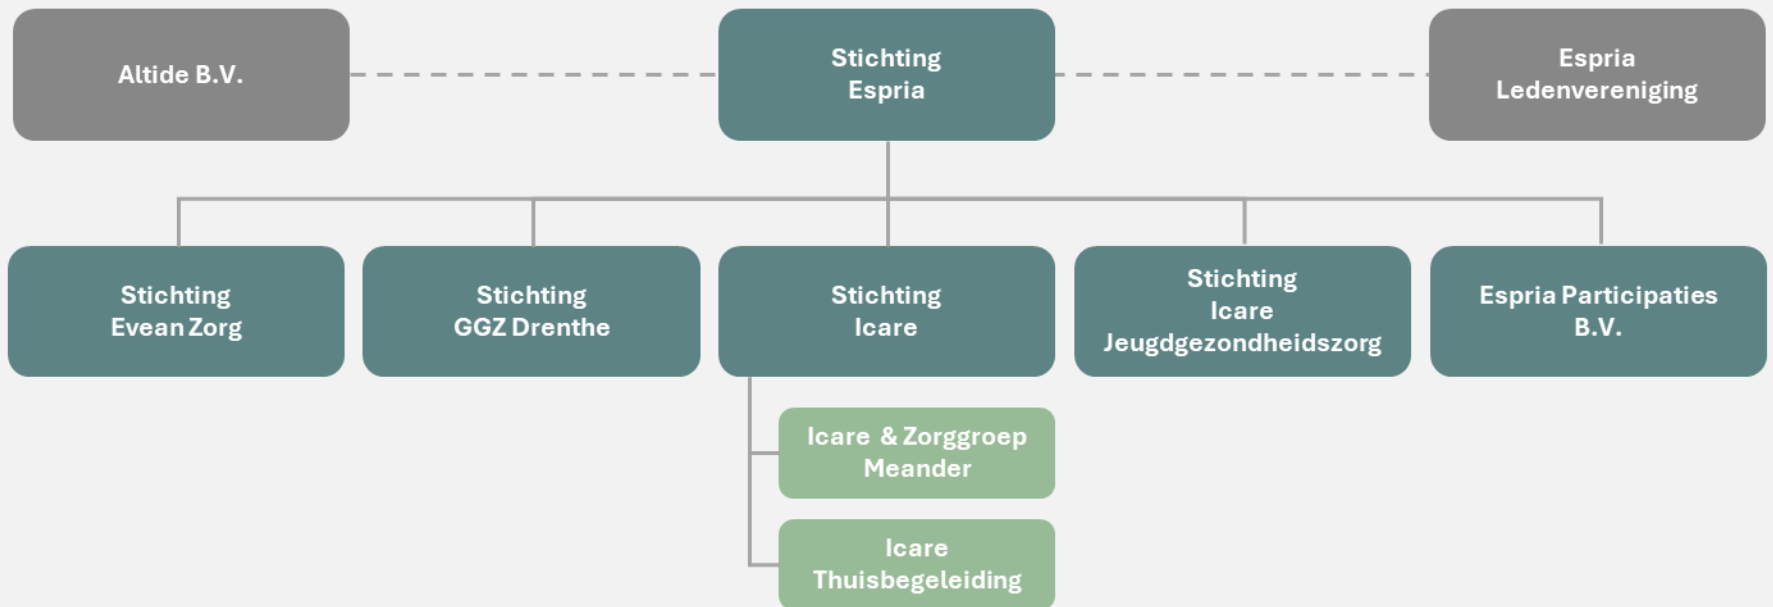 Altide B.V.
Stichting
Espria
Espria
Ledenvereniging
Stichting
Evean Zorg
Stichting
GGZ Drenthe
Stichting
Icare
Stichting
Icare
Jeugdgezondheidszorg
Espria Participaties
B.V.
Icare & Zorggroep
Meander
Icare
Thuisbegeleiding